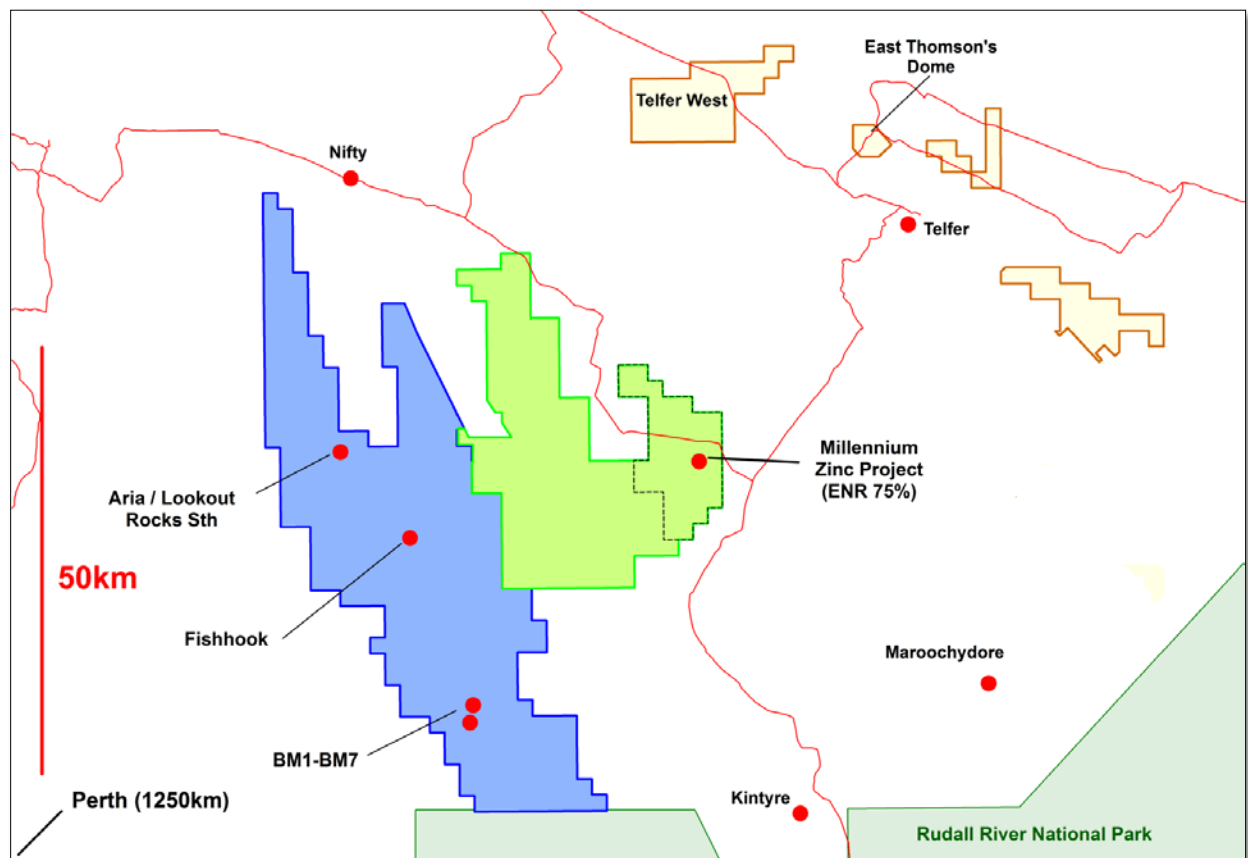 East Thomson's
Dome
Telfer West
Nifty
Telfer
Millennium
Zinc Project
(ENR 75%)
Aria / Lookout
Rocks Sth
50km
Fishhook
Maroochydore
BM1-BM7
Perth (1250km)
Kintyre
Rudall River National Park